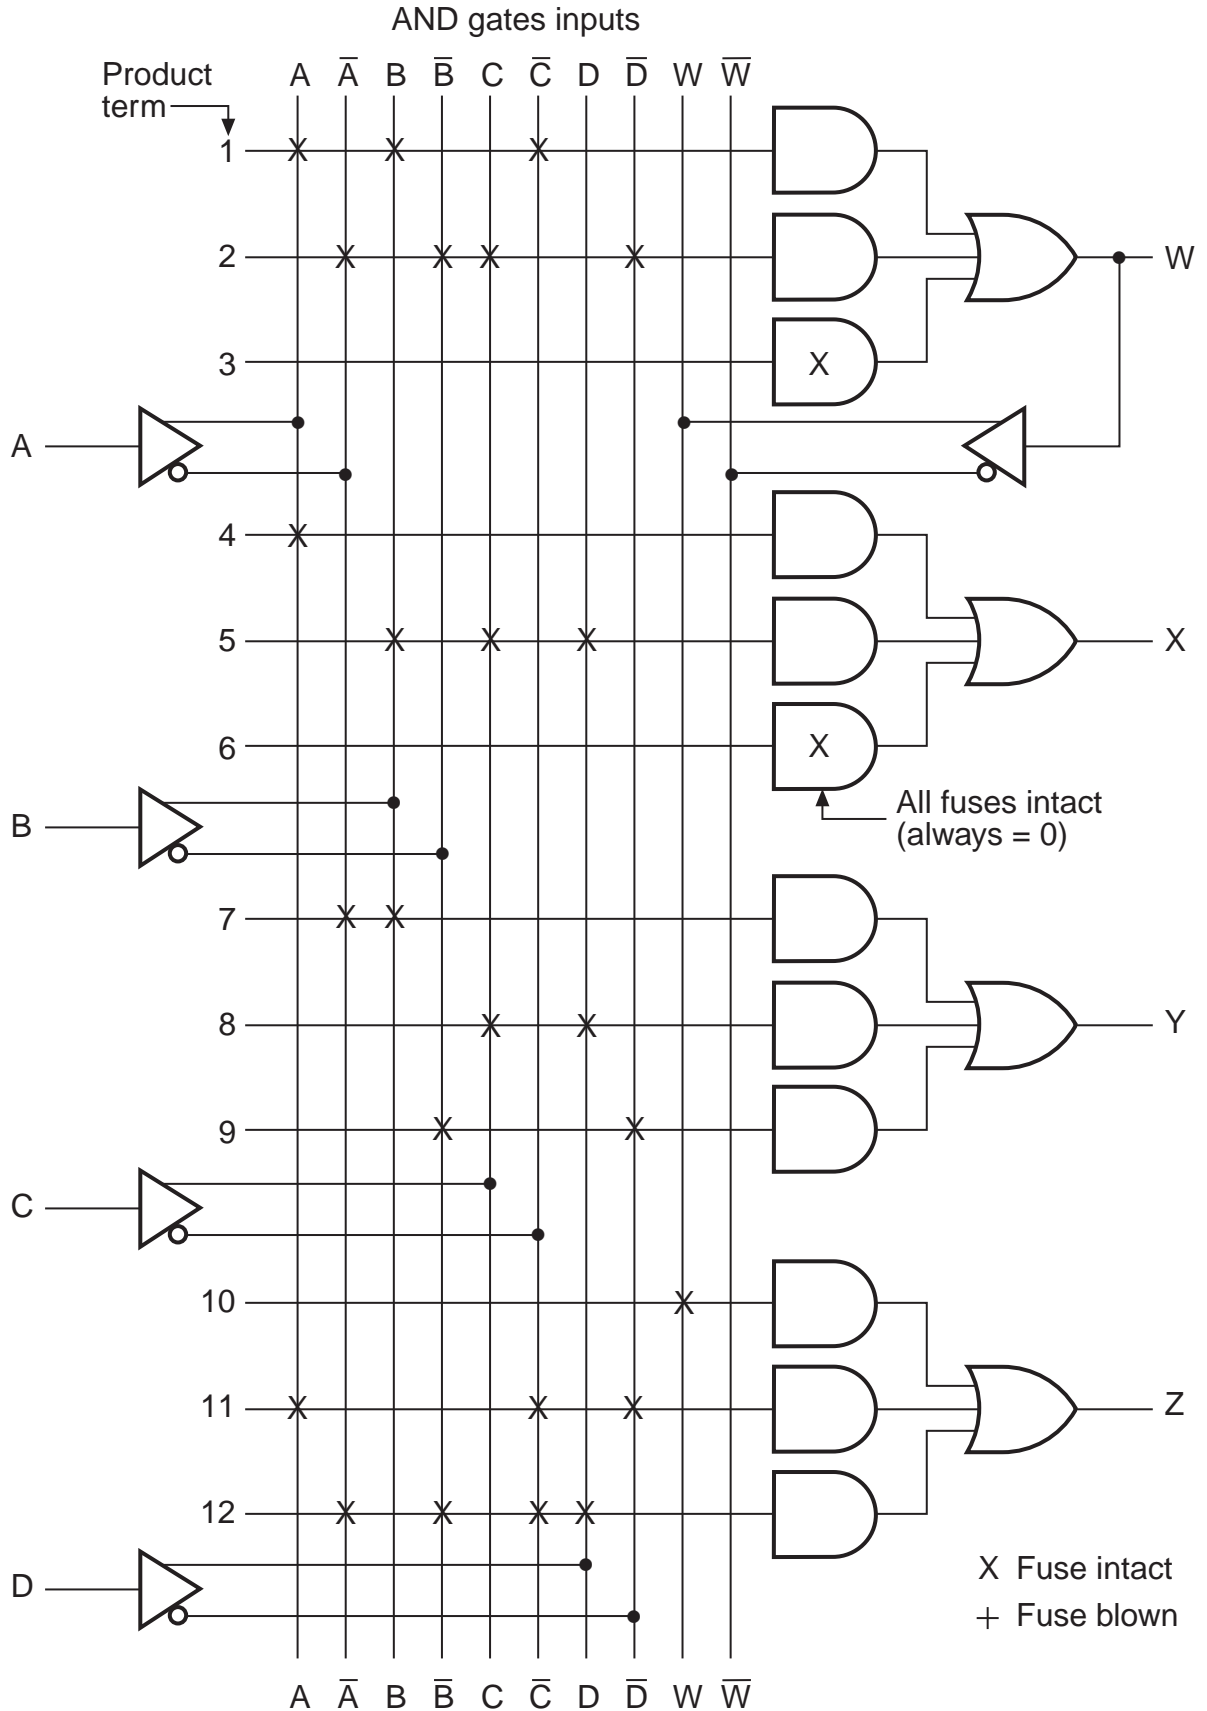 AND gates inputs
Product
term
A A̅ B B̅ C C̅ D D̅ W W̅
1 X X X
2 X X X X
W
3 X
A
4 X
5 X X X
X
6 X
All fuses intact
(always = 0)
B
7 X X
8 X X
Y
9 X X
C
10 X
11 X X X
Z
12 X X X X
X Fuse intact
D
+ Fuse blown
A A̅ B B̅ C C̅ D D̅ W W̅